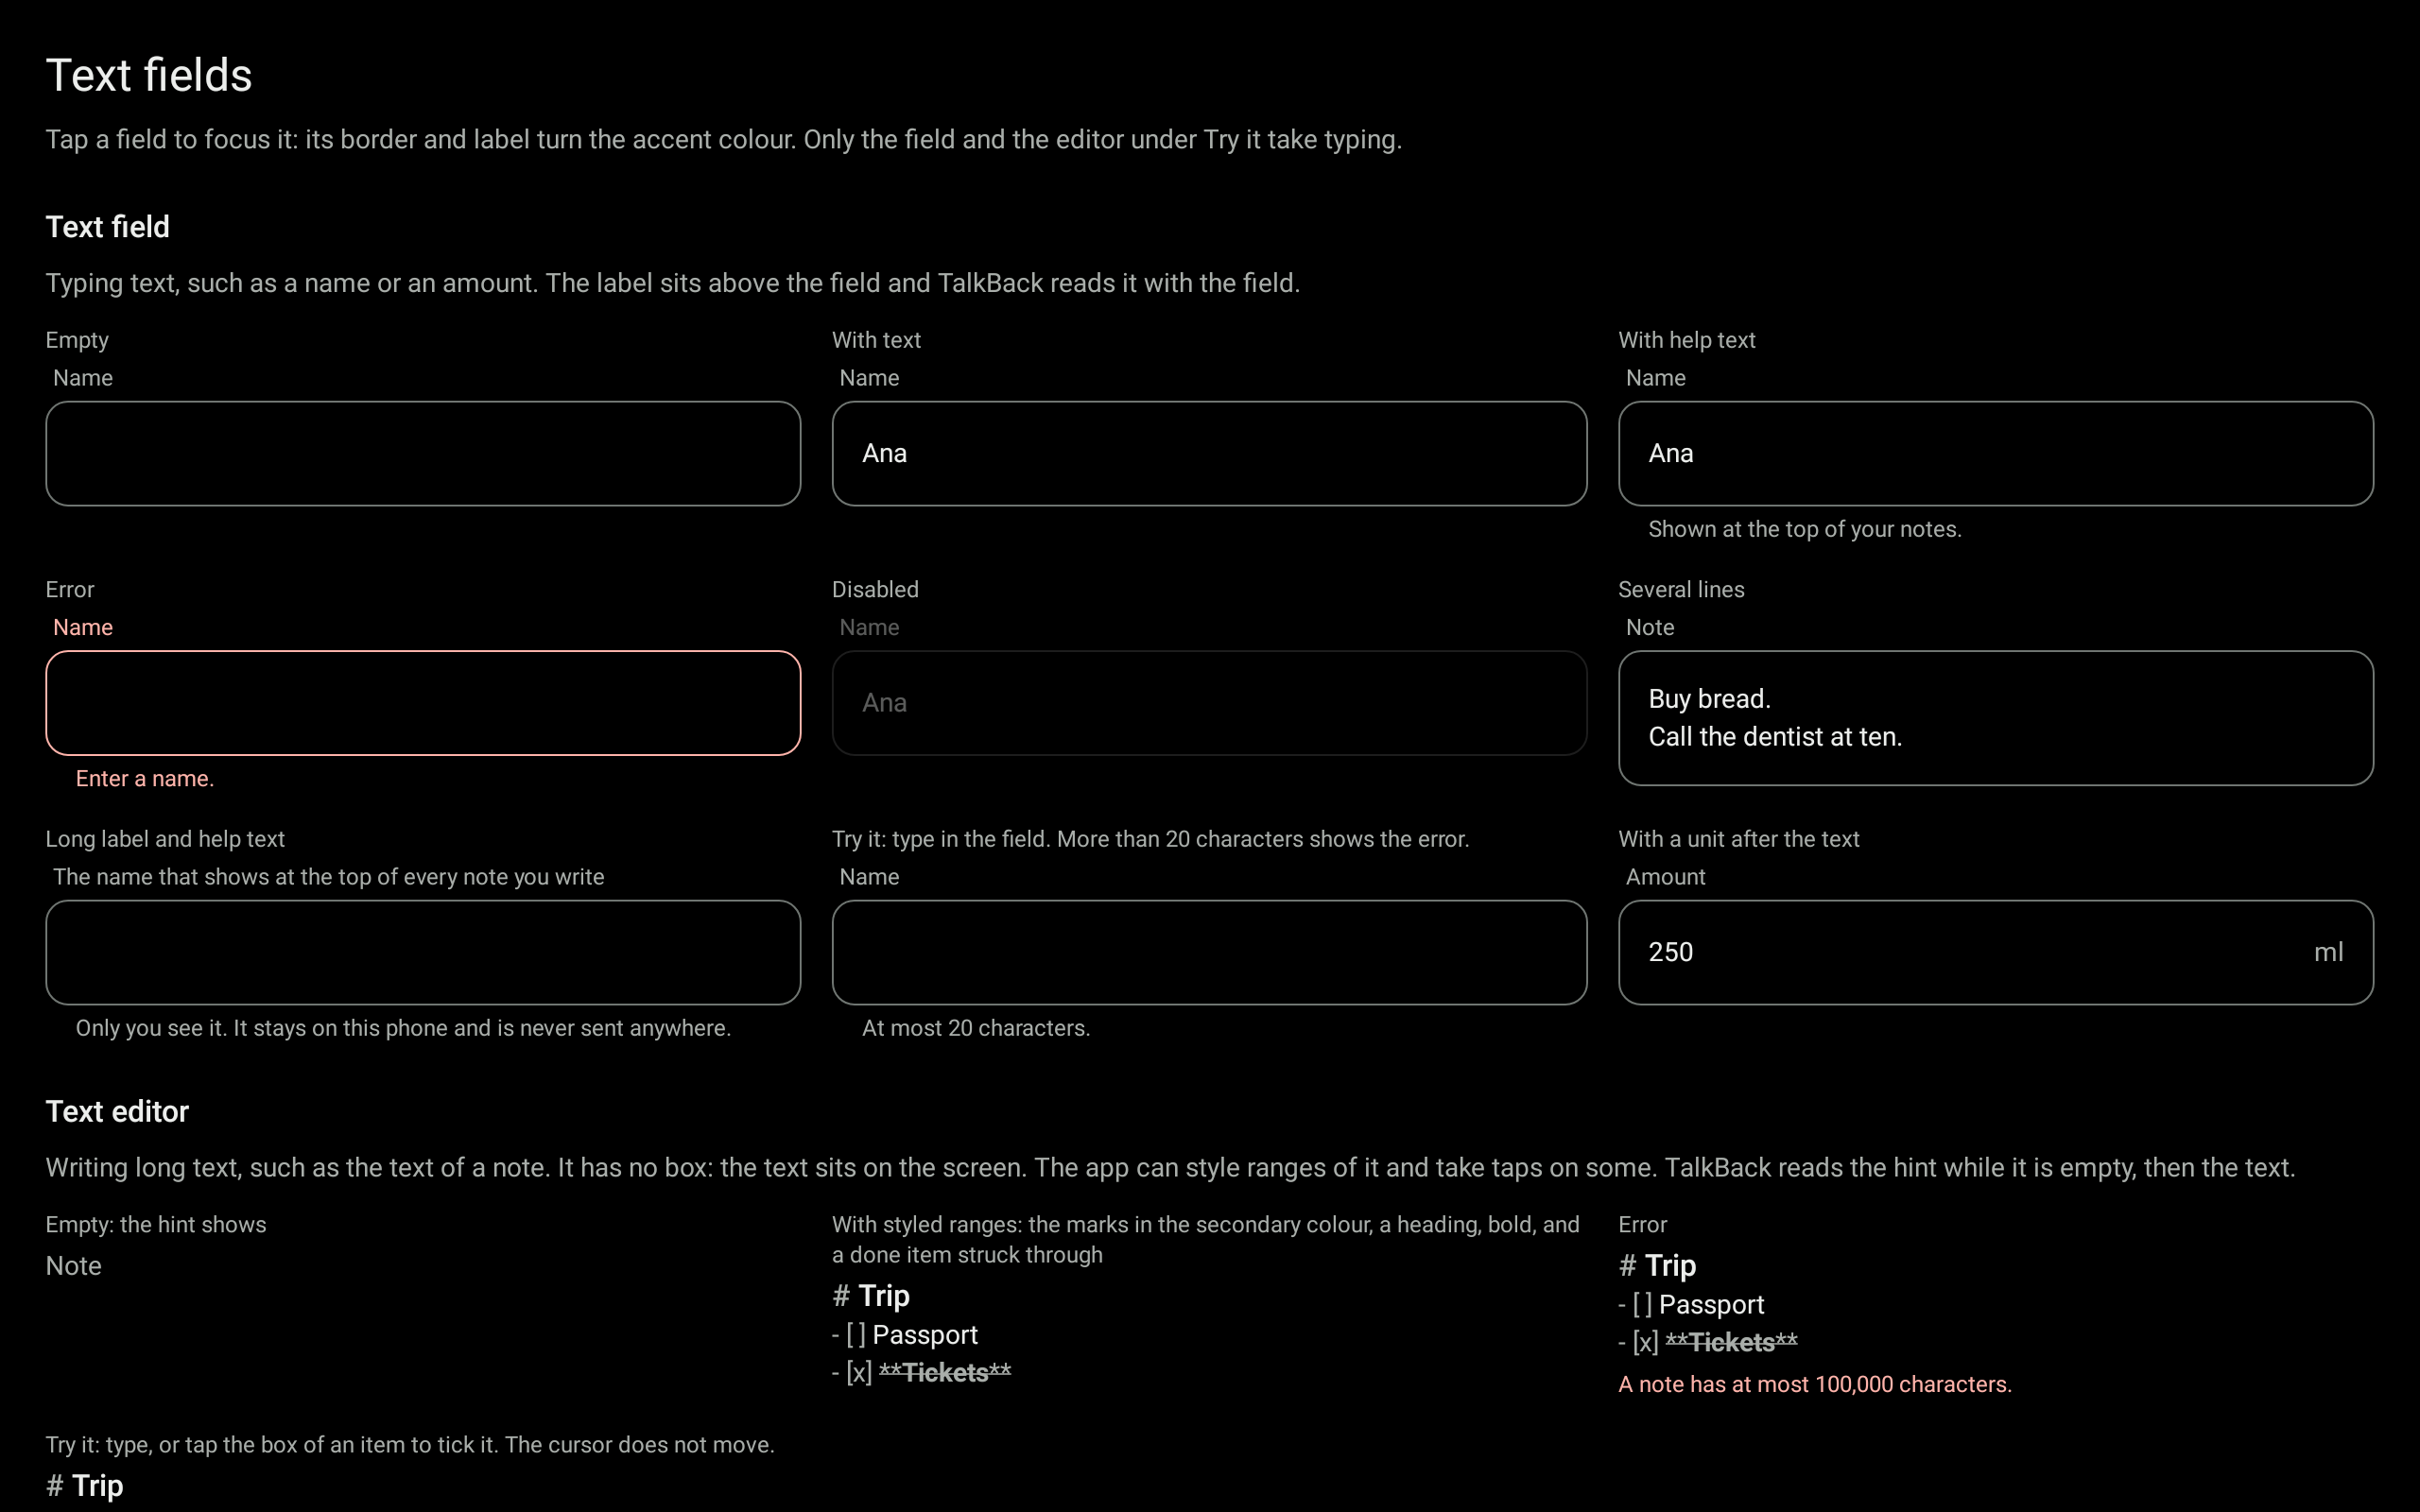 Text fields
Tap a field to focus it: its border and label turn the accent colour. Only the field and the editor under Try it take typing.
Text field
Typing text, such as a name or an amount. The label sits above the field and TalkBack reads it with the field.
Empty
Name
With text
Name
Ana
With help text
Name
Ana
Shown at the top of your notes.
Error
Name
Enter a name.
Disabled
Name
Ana
Several lines
Note
Buy bread.
Call the dentist at ten.
Long label and help text
The name that shows at the top of every note you write
Only you see it. It stays on this phone and is never sent anywhere.
Try it: type in the field. More than 20 characters shows the error.
Name
At most 20 characters.
With a unit after the text
Amount
250 ml
Text editor
Writing long text, such as the text of a note. It has no box: the text sits on the screen. The app can style ranges of it and take taps on some. TalkBack reads the hint while it is empty, then the text.
Empty: the hint shows
Note
With styled ranges: the marks in the secondary colour, a heading, bold, and
a done item struck through
# Trip
- [ ] Passport
- [x] **Tickets**
Error
# Trip
- [ ] Passport
- [x] **Tickets**
A note has at most 100,000 characters.
Try it: type, or tap the box of an item to tick it. The cursor does not move.
# Trip